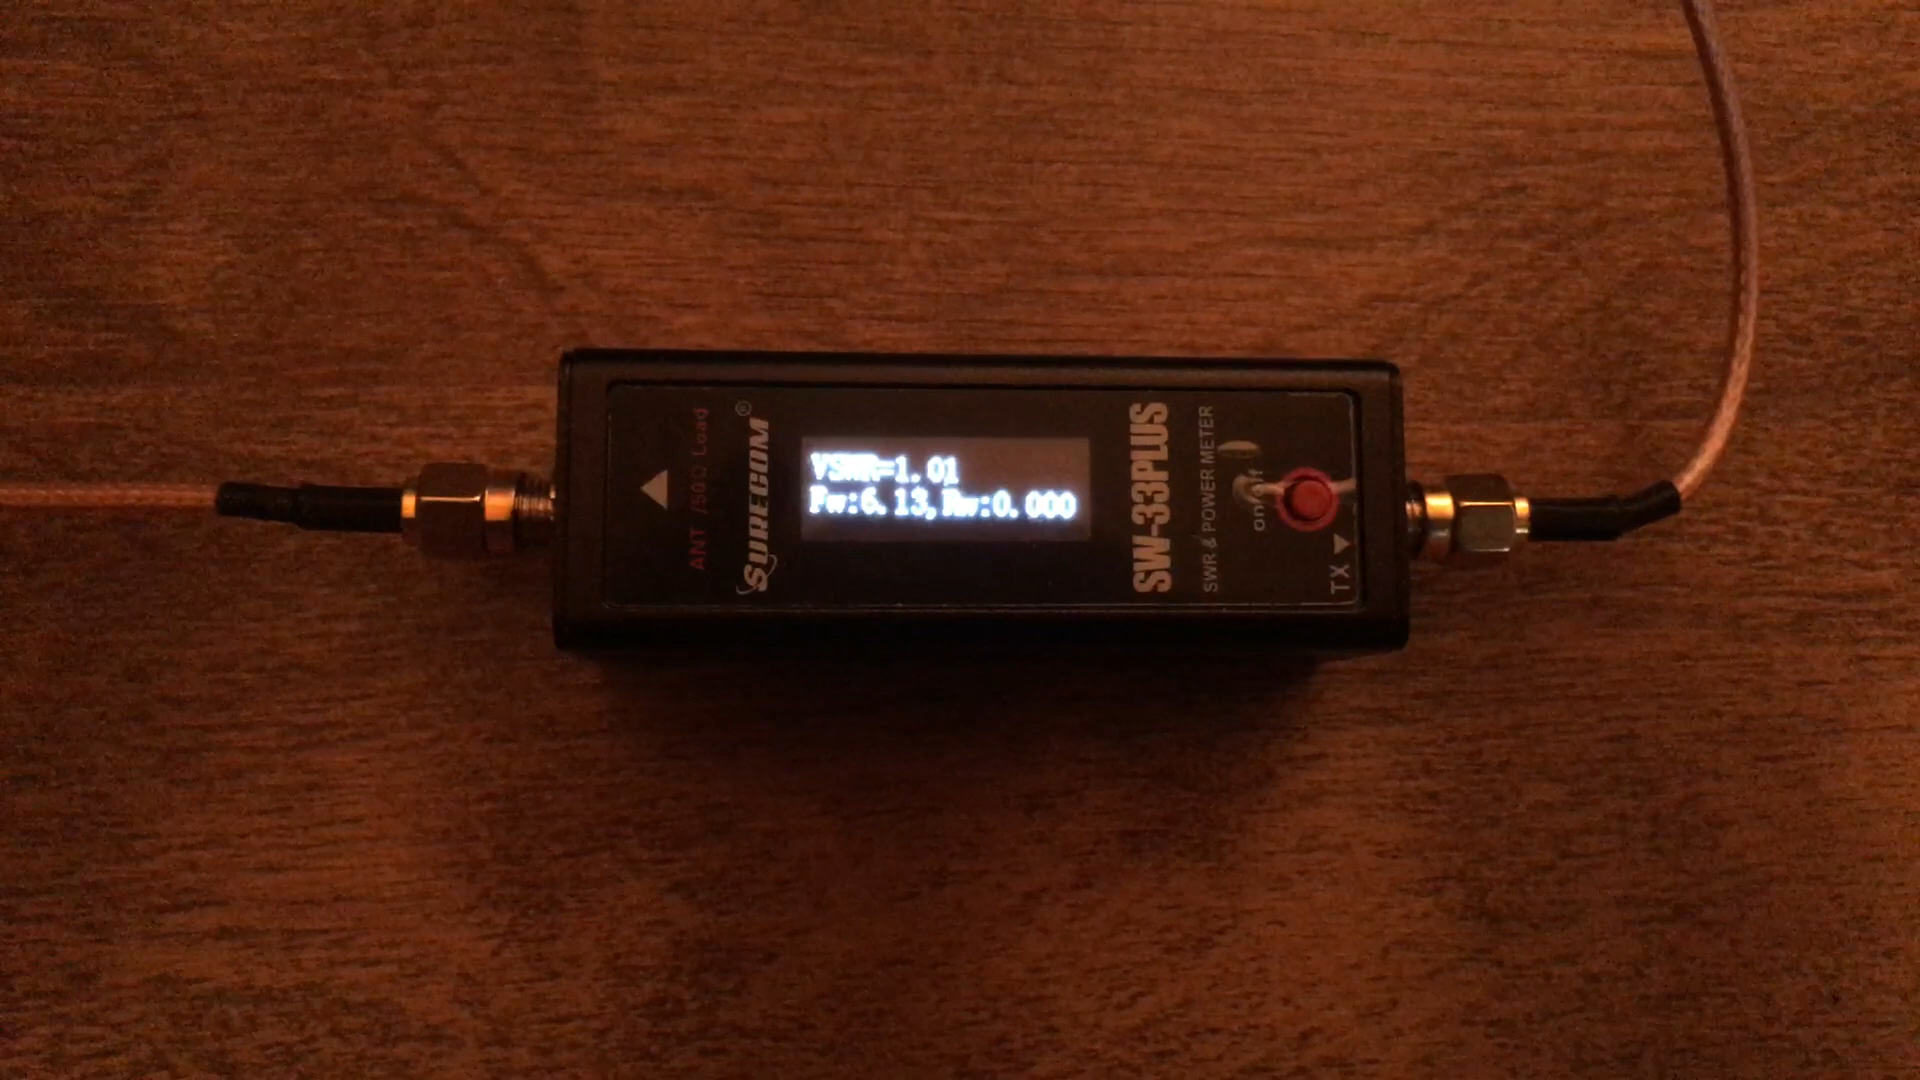 ANT /50Ω Load
SURECOM®
VSWR=1.01
Fw:6.13,Rw:0.000
SW-33PLUS
SWR & POWER METER
on/off
TX